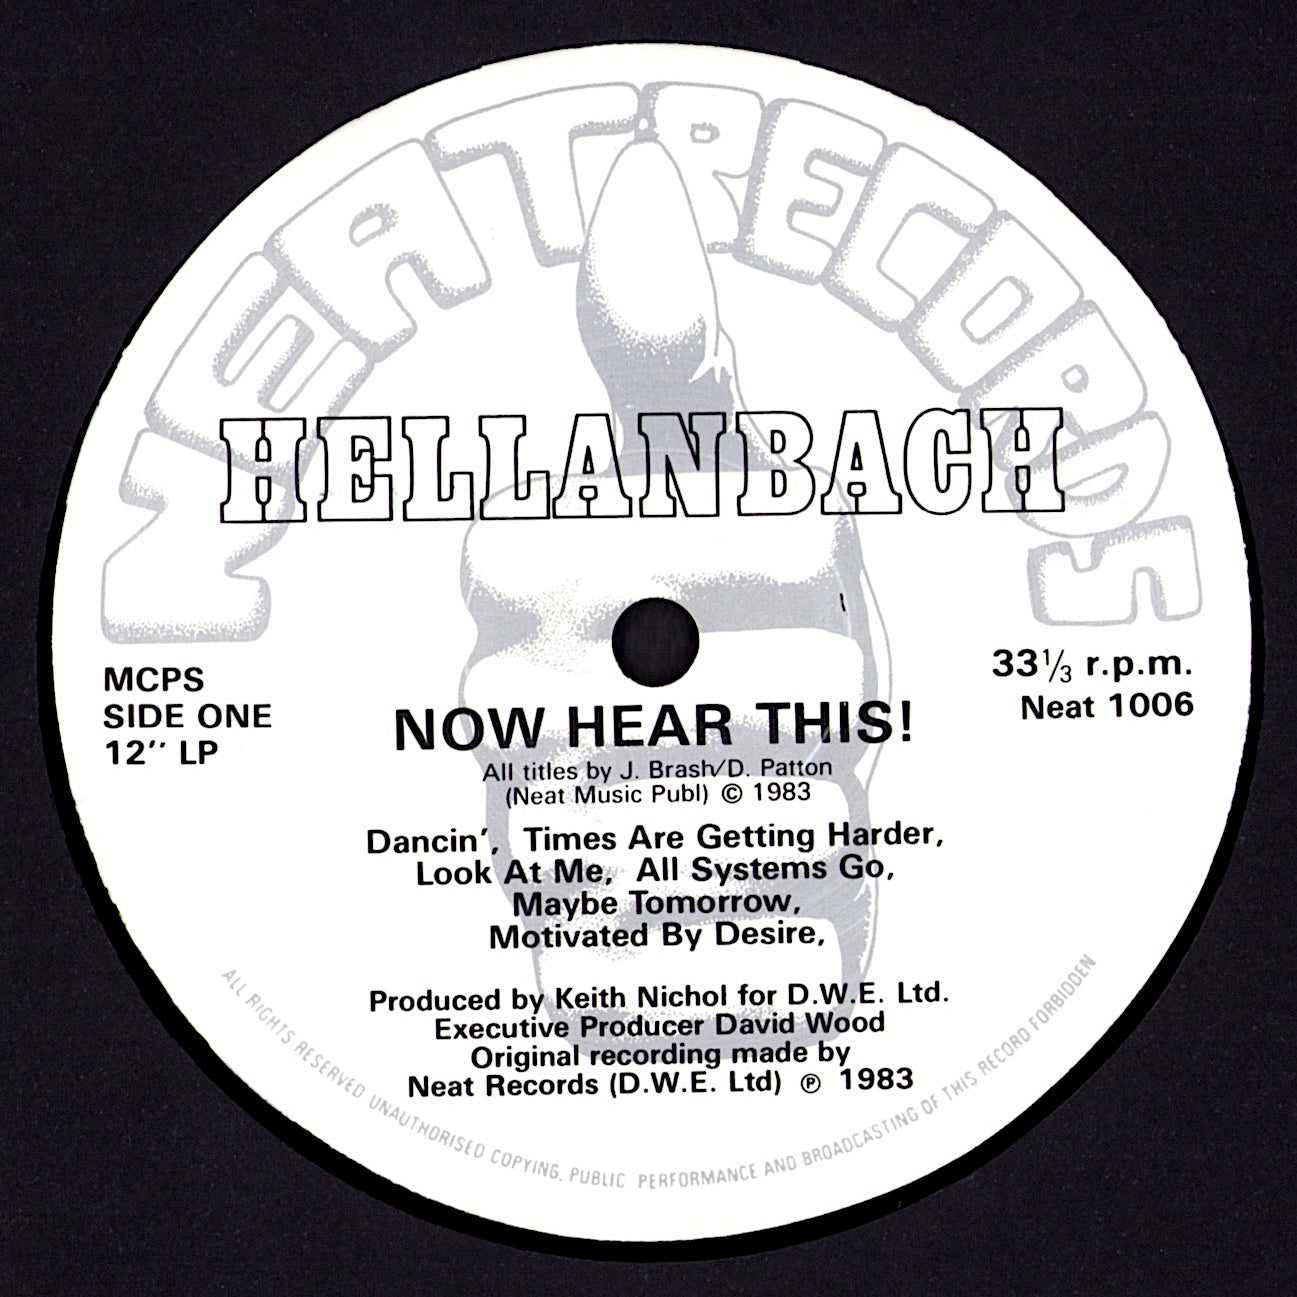 NEAT RECORDS
HELLANBACH
MCPS
SIDE ONE
12'' LP
33⅓ r.p.m.
Neat 1006
NOW HEAR THIS!
All titles by J. Brash/D. Patton
(Neat Music Publ) © 1983
Dancin', Times Are Getting Harder,
Look At Me, All Systems Go,
Maybe Tomorrow,
Motivated By Desire,
Produced by Keith Nichol for D.W.E. Ltd.
Executive Producer David Wood
Original recording made by
Neat Records (D.W.E. Ltd) ℗ 1983
ALL RIGHTS RESERVED UNAUTHORISED COPYING, PUBLIC PERFORMANCE AND BROADCASTING OF THIS RECORD FORBIDDEN